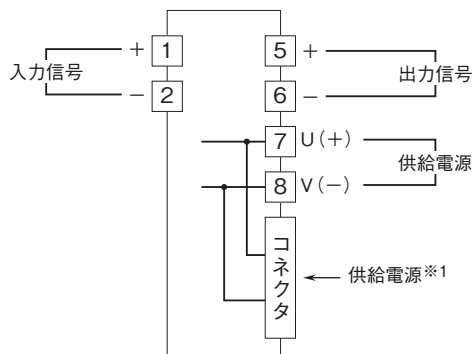 入力信号
+ 1
− 2
5 +
6 −
出力信号
7 U(+)
8 V(−)
供給電源
コネクタ
供給電源※1